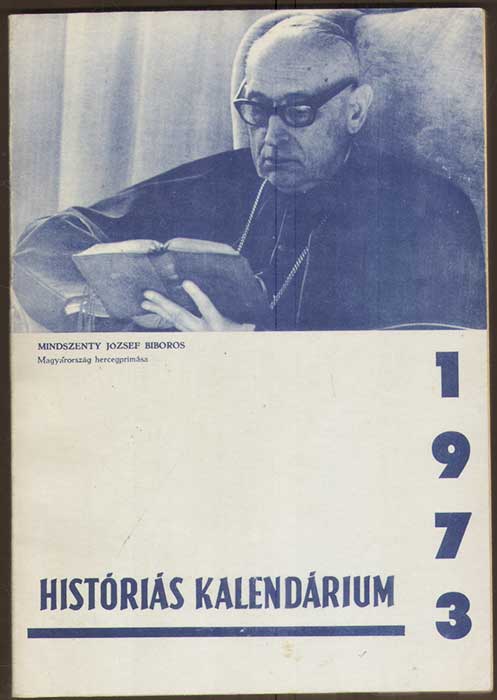 MINDSZENTY JÓZSEF BIBOROS
Magyarország hercegprimása
1
9
7
3
HISTÓRIÁS KALENDÁRIUM